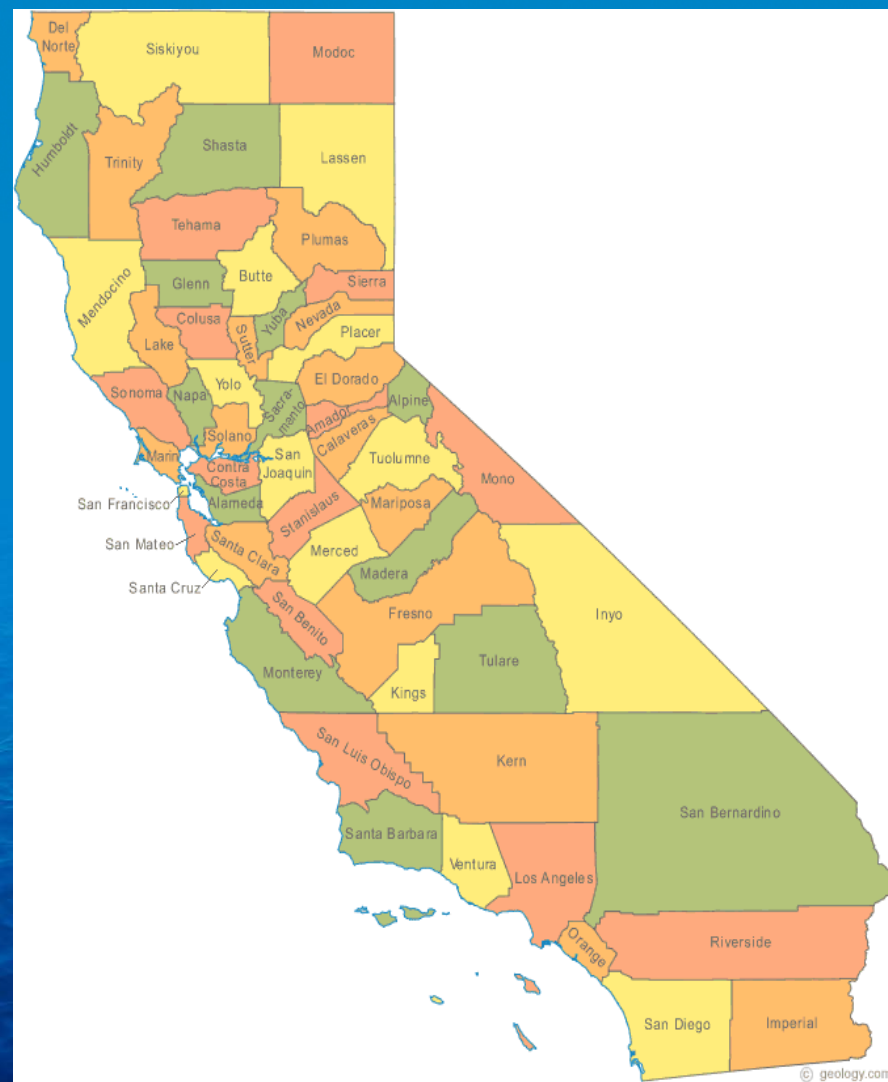 Del
Norte
Siskiyou
Modoc
Humboldt
Trinity
Shasta
Lassen
Tehama
Plumas
Mendocino
Glenn
Butte
Sierra
Colusa
Yuba
Nevada
Lake
Sutter
Placer
Sonoma
Napa
Yolo
El Dorado
Sacra-
manto
Alpine
Amador
Solano
Calaveras
Marin
San
Joaquin
Tuolumne
Contra
Costa
Mono
San Francisco
Alameda
Stanislaus
Mariposa
San Mateo
Santa Clara
Merced
Madera
Santa Cruz
San Benito
Fresno
Inyo
Monterey
Tulare
Kings
San Luis Obispo
Kern
San Bernardino
Santa Barbara
Ventura
Los Angeles
Orange
Riverside
San Diego
Imperial
© geology.com